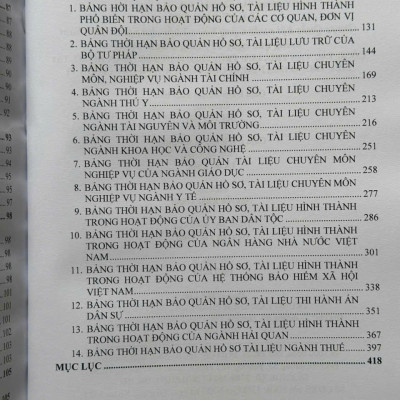 1. BẢNG THỜI HẠN BẢO QUẢN HỒ SƠ, TÀI LIỆU HÌNH THÀNH
PHỔ BIẾN TRONG HOẠT ĐỘNG CỦA CÁC CƠ QUAN, ĐƠN VỊ
QUÂN ĐỘI 131
2. BẢNG THỜI HẠN BẢO QUẢN HỒ SƠ, TÀI LIỆU LƯU TRỮ CỦA
BỘ TƯ PHÁP 144
3. BẢNG THỜI HẠN BẢO QUẢN HỒ SƠ, TÀI LIỆU CHUYÊN
MÔN, NGHIỆP VỤ NGÀNH TÀI CHÍNH 169
4. BẢNG THỜI HẠN BẢO QUẢN HỒ SƠ, TÀI LIỆU CHUYÊN
NGÀNH THÚ Y 213
5. BẢNG THỜI HẠN BẢO QUẢN HỒ SƠ, TÀI LIỆU CHUYÊN
NGÀNH TÀI NGUYÊN VÀ MÔI TRƯỜNG 216
6. BẢNG THỜI HẠN BẢO QUẢN HỒ SƠ, TÀI LIỆU CHUYÊN
NGÀNH KHOA HỌC VÀ CÔNG NGHỆ 251
7. BẢNG THỜI HẠN BẢO QUẢN TÀI LIỆU CHUYÊN MÔN
NGHIỆP VỤ CỦA NGÀNH GIÁO DỤC 258
8. BẢNG THỜI HẠN BẢO QUẢN HỒ SƠ, TÀI LIỆU CHUYÊN MÔN
NGHIỆP VỤ NGÀNH Y TẾ 277
9. BẢNG THỜI HẠN BẢO QUẢN HỒ SƠ, TÀI LIỆU HÌNH THÀNH
TRONG HOẠT ĐỘNG CỦA ỦY BAN DÂN TỘC 286
10. BẢNG THỜI HẠN BẢO QUẢN HỒ SƠ, TÀI LIỆU HÌNH THÀNH
TRONG HOẠT ĐỘNG CỦA NGÂN HÀNG NHÀ NƯỚC VIỆT
NAM 301
11. BẢNG THỜI HẠN BẢO QUẢN HỒ SƠ, TÀI LIỆU HÌNH THÀNH
TRONG HOẠT ĐỘNG CỦA HỆ THỐNG BẢO HIỂM XÃ HỘI
VIỆT NAM 338
12. BẢNG THỜI HẠN BẢO QUẢN HỒ SƠ, TÀI LIỆU THI HÀNH ÁN
DÂN SỰ 351
13. BẢNG THỜI HẠN BẢO QUẢN HỒ SƠ, TÀI LIỆU HÌNH THÀNH
TRONG HOẠT ĐỘNG CỦA NGÀNH HẢI QUAN 367
14. BẢNG THỜI HẠN BẢO QUẢN HỒ SƠ TÀI LIỆU NGÀNH THUẾ 397
MỤC LỤC 418